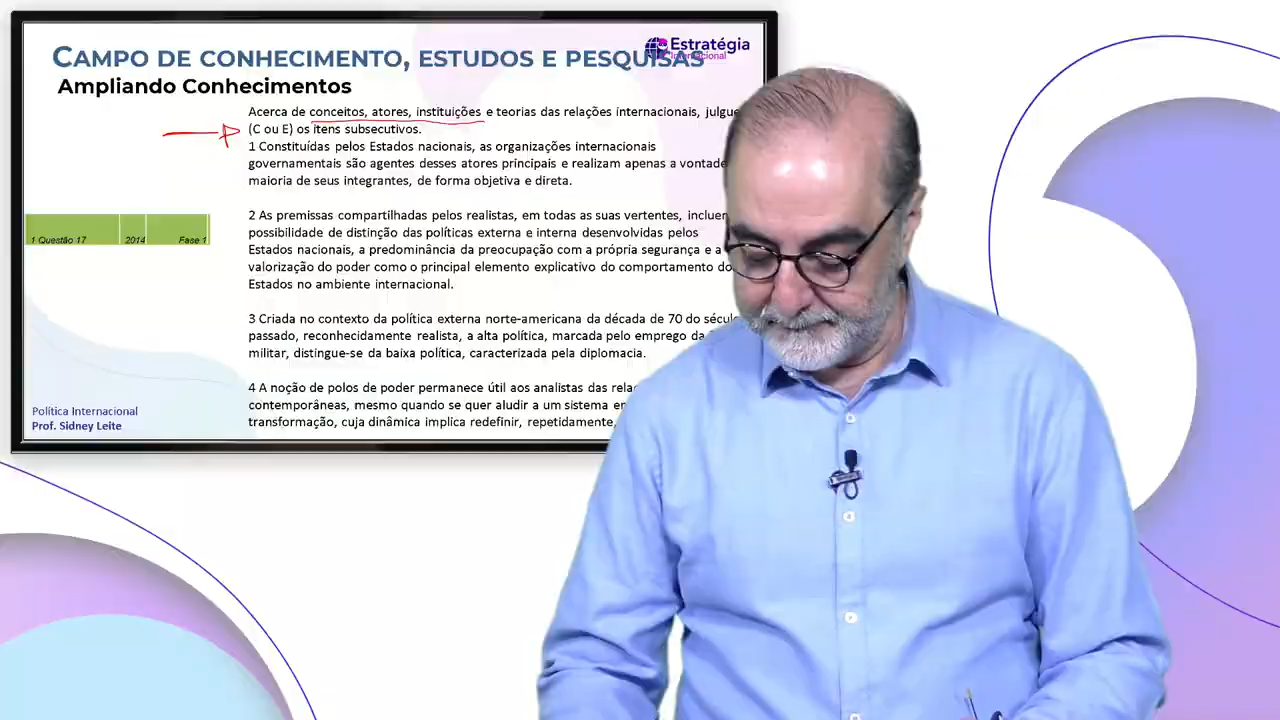 CAMPO DE CONHECIMENTO, ESTUDOS E PESQUISAS
Estratégia
Internacional
Ampliando Conhecimentos
Acerca de conceitos, atores, instituições e teorias das relações internacionais, julgue
(C ou E) os itens subsecutivos.
1 Constituídas pelos Estados nacionais, as organizações internacionais
governamentais são agentes desses atores principais e realizam apenas a vontade
maioria de seus integrantes, de forma objetiva e direta.
2 As premissas compartilhadas pelos realistas, em todas as suas vertentes,
possibilidade de distinção das políticas externa e interna desenvolvidas pelos
Estados nacionais, a predominância da preocupação com a própria segurança e a
valorização do poder como o principal elemento explicativo do comportamento
Estados no ambiente internacional.
1 Questão 17 2014 Fase 1
3 Criada no contexto da política externa norte-americana da década de 70 do
passado, reconhecidamente realista, a alta política, marcada pelo emprego da
militar, distingue-se da baixa política, caracterizada pela diplomacia.
4 A noção de polos de poder permanece útil aos analistas das
contemporâneas, mesmo quando se quer aludir a um sistema
transformação, cuja dinâmica implica redefinir, repetidamente,
Política Internacional
Prof. Sidney Leite